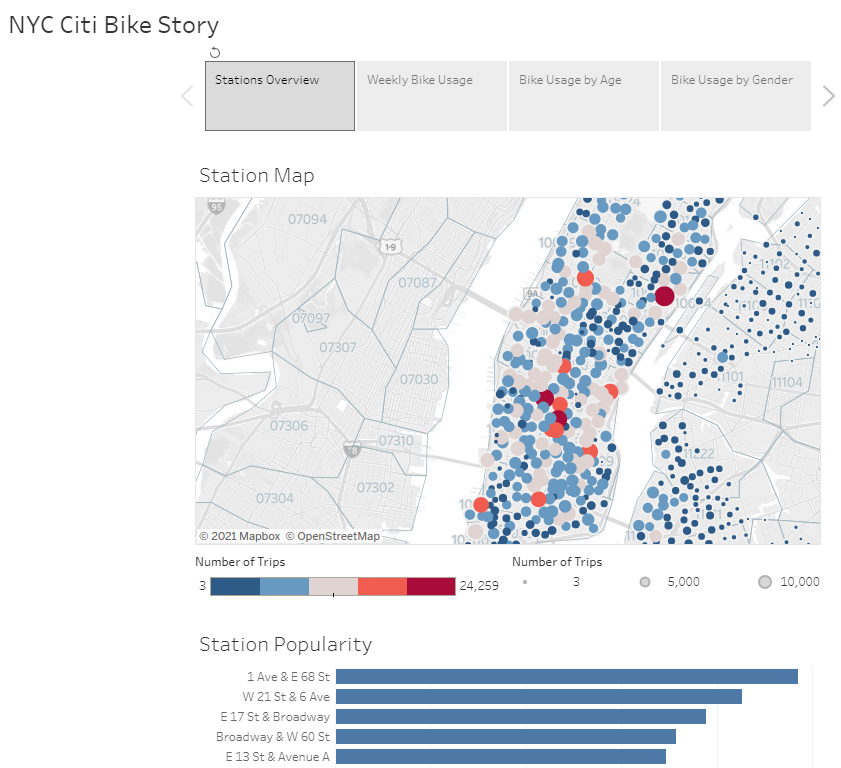 NYC Citi Bike Story
Stations Overview
Weekly Bike Usage
Bike Usage by Age
Bike Usage by Gender
Station Map
95
07094
1-9
07087
9A
11102
07097
07307
07030
1101
11104
07306
07310
07302
07304
© 2021 Mapbox © OpenStreetMap
Number of Trips
3
24,259
Number of Trips
3
5,000
10,000
Station Popularity
1 Ave & E 68 St
W 21 St & 6 Ave
E 17 St & Broadway
Broadway & W 60 St
E 13 St & Avenue A